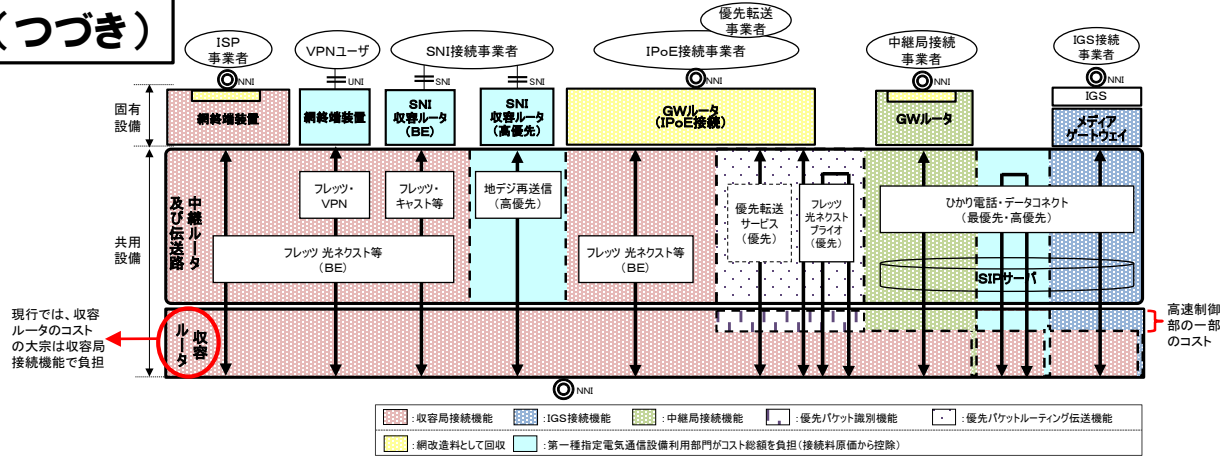 (つづき)
ISP
事業者
VPNユーザ
SNI接続事業者
IPoE接続事業者
優先転送
事業者
中継局接続
事業者
IGS接続
事業者
NNI
UNI
SNI
SNI
NNI
NNI
NNI
固有
設備
網終端装置
網終端装置
SNI
収容ルータ
(BE)
SNI
収容ルータ
(高優先)
GWルータ
(IPoE接続)
GWルータ
IGS
メディア
ゲートウェイ
共用
設備
中継ルータ
及び伝送路
フレッツ・
VPN
フレッツ・
キャスト等
地デジ再送信
(高優先)
フレッツ 光ネクスト等
(BE)
フレッツ 光ネクスト等
(BE)
優先転送
サービス
(優先)
フレッツ
光ネクスト
プライオ
(優先)
ひかり電話・データコネクト
(最優先・高優先)
SIPサーバ
現行では、収容
ルータのコスト
の大宗は収容局
接続機能で負担
収容
ルータ
高速制御
部の一部
のコスト
NNI
:収容局接続機能
:IGS接続機能
:中継局接続機能
:優先パケット識別機能
:優先パケットルーティング伝送機能
:網改造料として回収
:第一種指定電気通信設備利用部門がコスト総額を負担(接続料原価から控除)